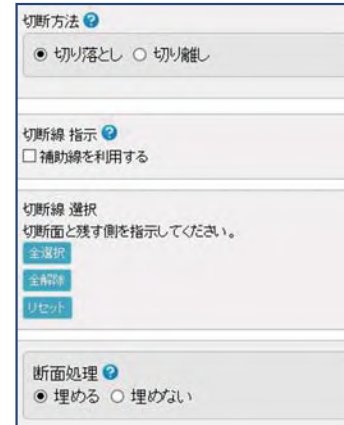 切断方法 ?
切り落とし 切り離し
切断線 指示 ?
補助線を利用する
切断線 選択
切断面と残す側を指示してください。
全選択
全解除
リセット
断面処理 ?
埋める 埋めない